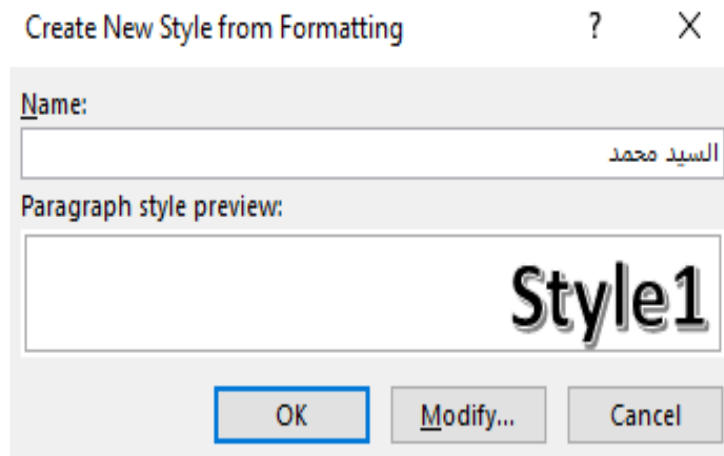 Create New Style from Formatting ? X
Name:
السيد محمد
Paragraph style preview:
Style1
OK Modify... Cancel